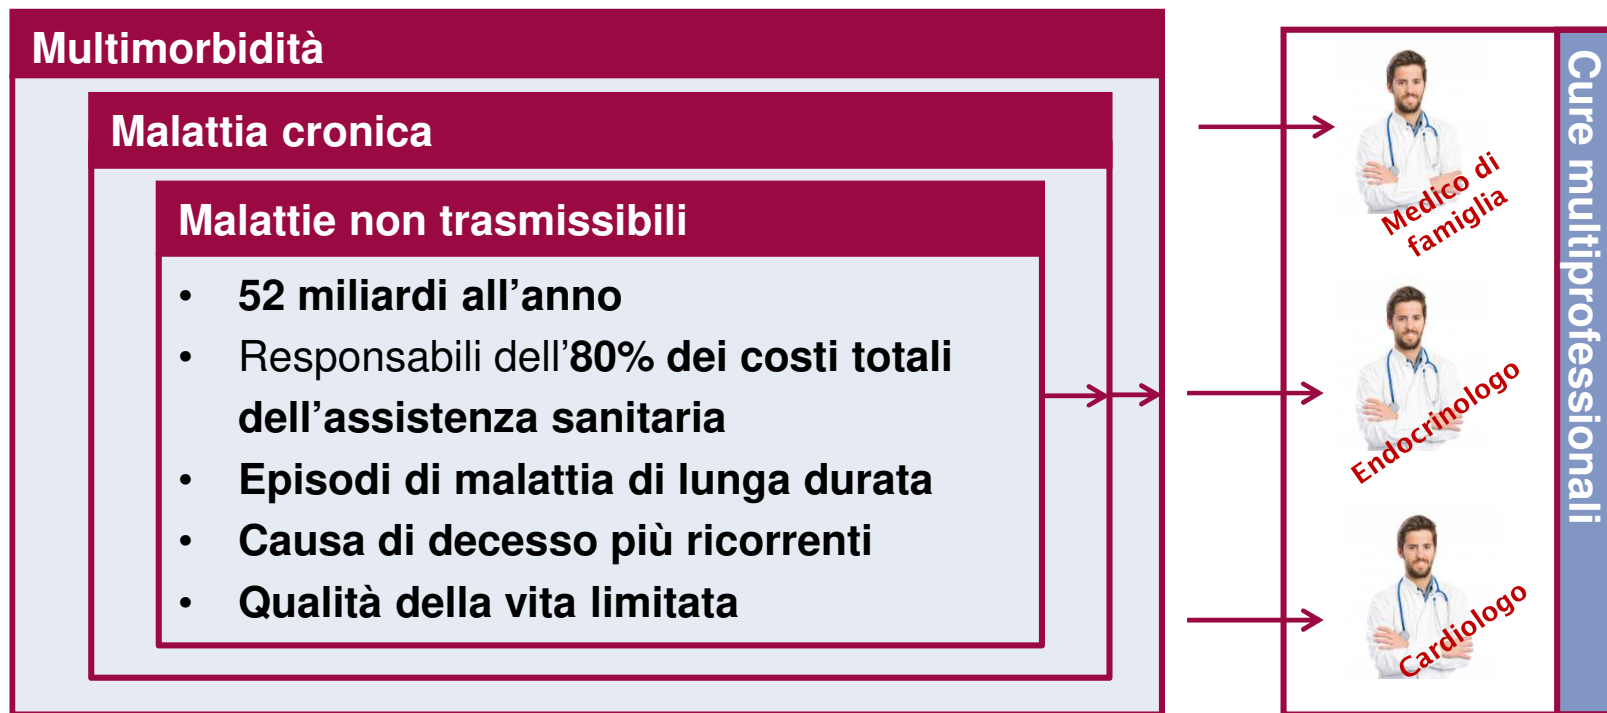 Multimorbidità
Malattia cronica
Malattie non trasmissibili
• 52 miliardi all’anno
• Responsabili dell’80% dei costi totali
dell’assistenza sanitaria
• Episodi di malattia di lunga durata
• Causa di decesso più ricorrenti
• Qualità della vita limitata
Medico di
famiglia
Endocrinologo
Cardiologo
Cure multiprofessionali